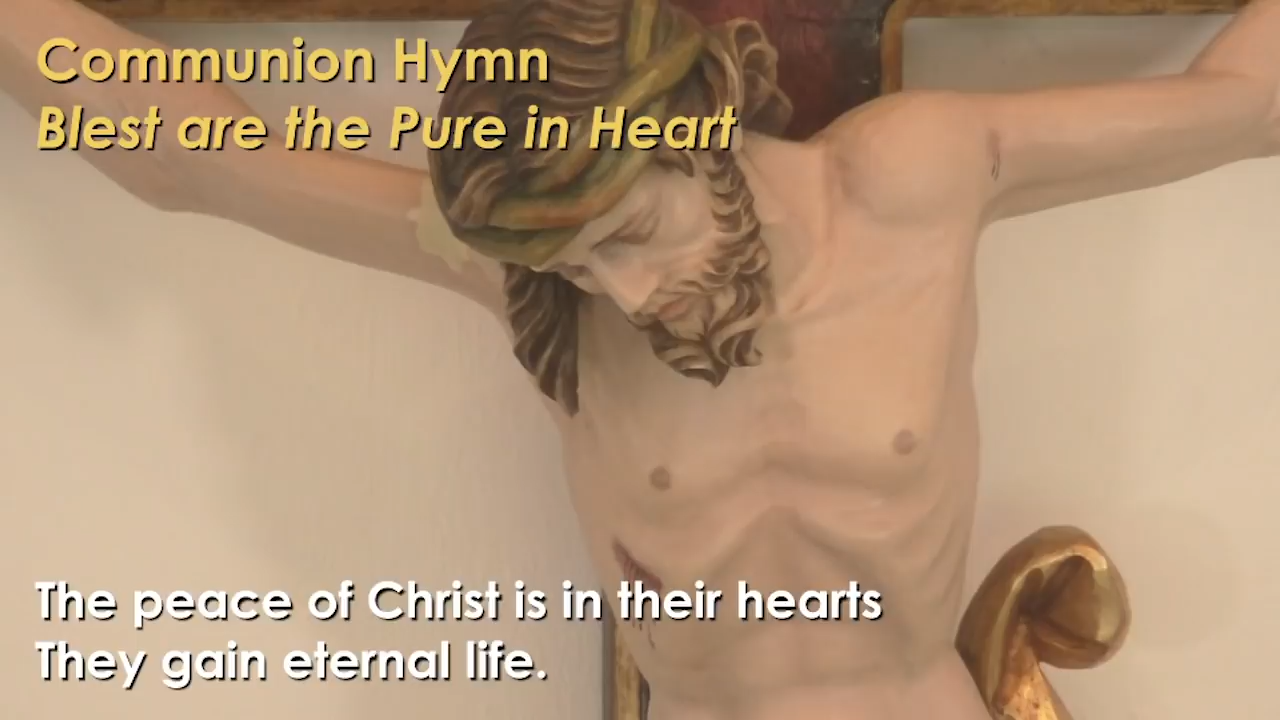 Communion Hymn
Blest are the Pure in Heart
The peace of Christ is in their hearts
They gain eternal life.